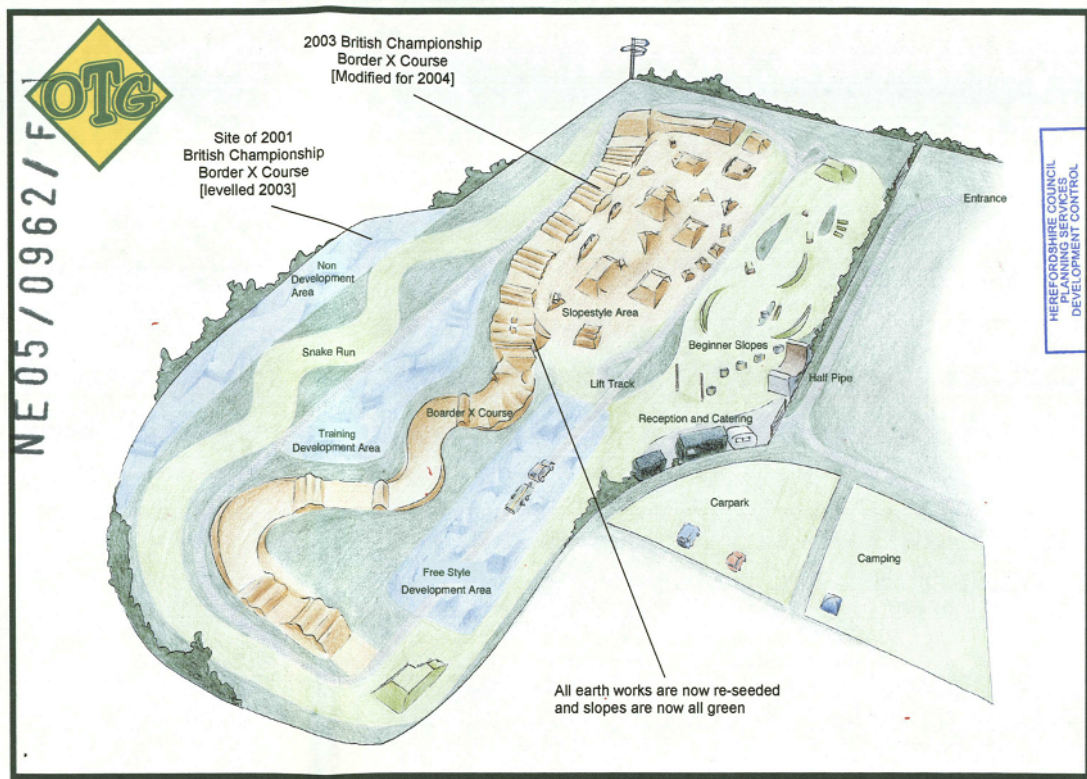 OTG
NE05/0962/F
2003 British Championship
Border X Course
[Modified for 2004]
Site of 2001
British Championship
Border X Course
[levelled 2003]
HEREFORDSHIRE COUNCIL
PLANNING SERVICES
DEVELOPMENT CONTROL
Entrance
Non
Development
Area
Slopestyle Area
Snake Run
Beginner Slopes
Lift Track
Half Pipe
Boarder X Course
Reception and Catering
Training
Development Area
Carpark
Camping
Free Style
Development Area
All earth works are now re-seeded
and slopes are now all green